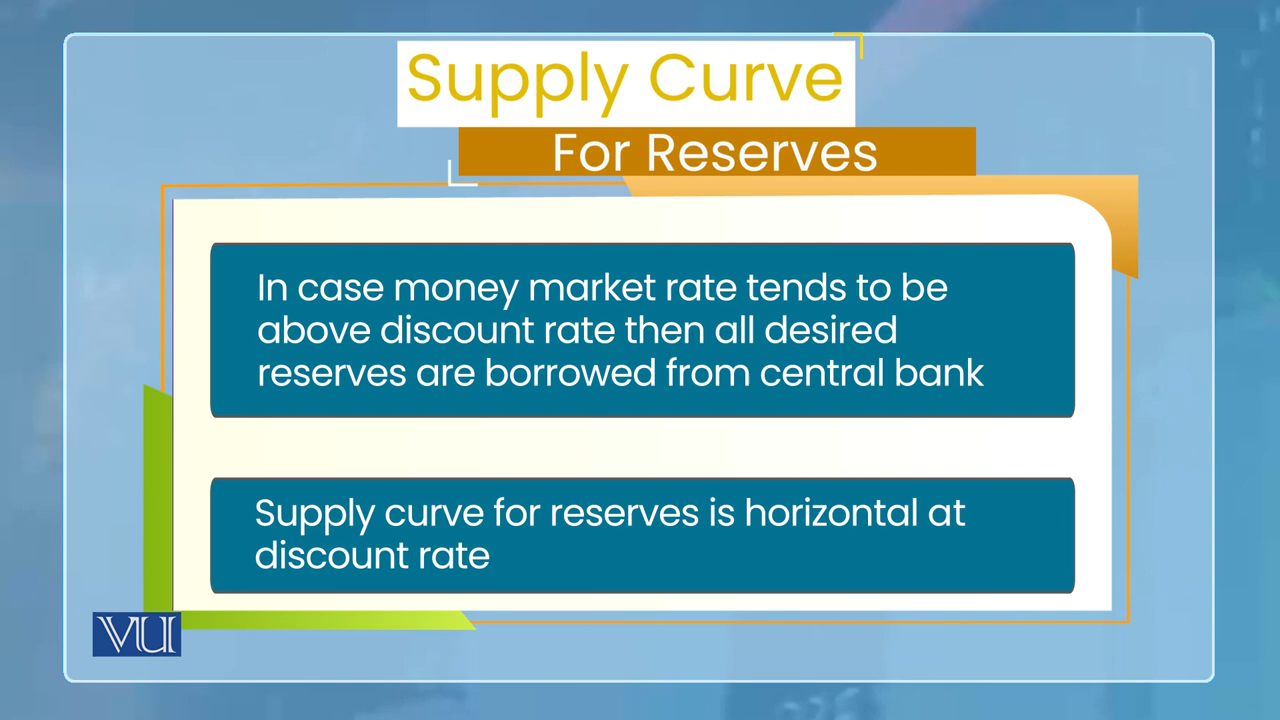 Supply Curve
For Reserves
In case money market rate tends to be
above discount rate then all desired
reserves are borrowed from central bank
Supply curve for reserves is horizontal at
discount rate
VU